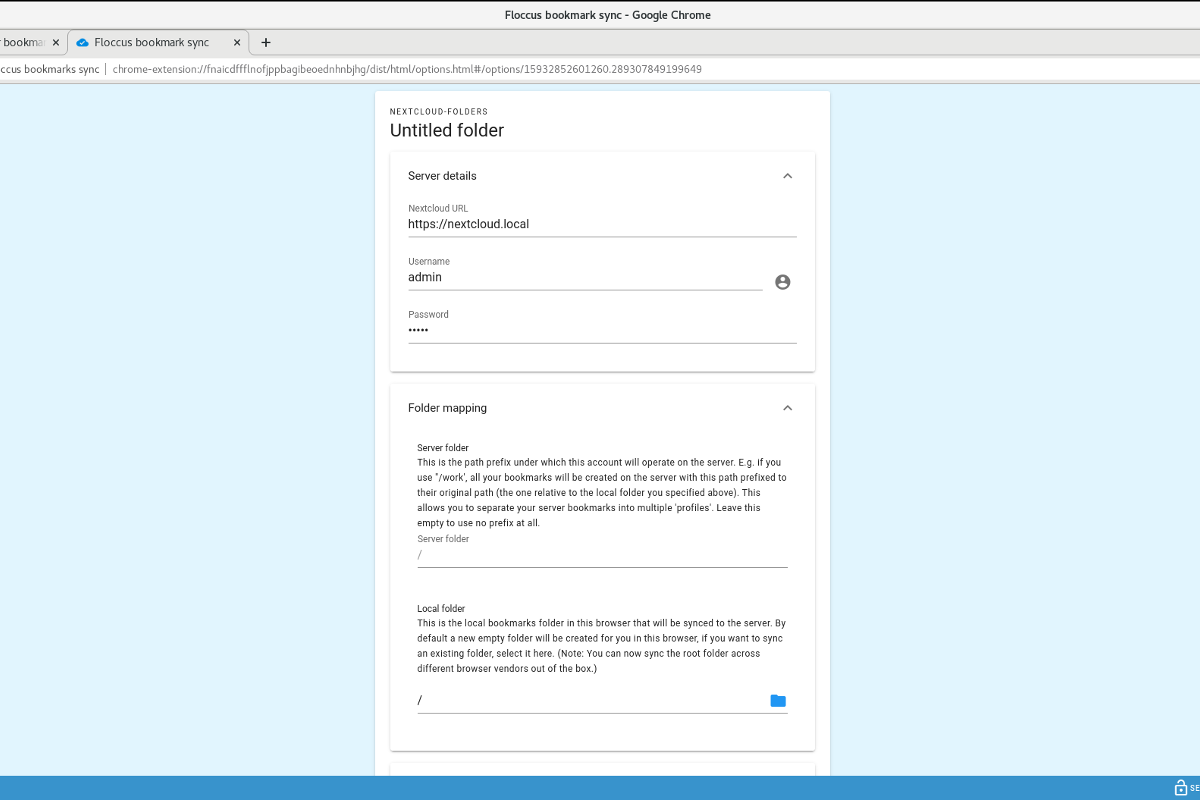 Floccus bookmark sync - Google Chrome
Floccus bookmark sync
ccus bookmarks sync
chrome-extension://fnaicdffflnofjppbagibeoednhnbjhg/dist/html/options.html#/options/15932852601260.289307849199649
NEXTCLOUD-FOLDERS
Untitled folder
Server details
Nextcloud URL
https://nextcloud.local
Username
admin
Password
•••••
Folder mapping
Server folder
This is the path prefix under which this account will operate on the server. E.g. if you
use "/work', all your bookmarks will be created on the server with this path prefixed to
their original path (the one relative to the local folder you specified above). This
allows you to separate your server bookmarks into multiple 'profiles'. Leave this
empty to use no prefix at all.
Server folder
/
Local folder
This is the local bookmarks folder in this browser that will be synced to the server. By
default a new empty folder will be created for you in this browser, if you want to sync
an existing folder, select it here. (Note: You can now sync the root folder across
different browser vendors out of the box.)
/
SE